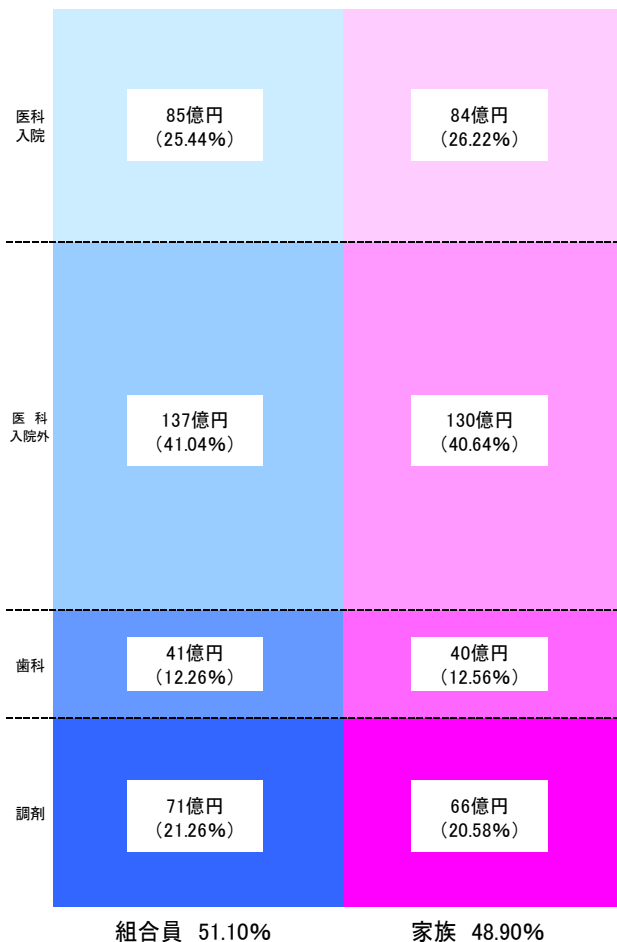 医科
入院
85億円
（25.44%）
84億円
（26.22%）
医 科
入院外
137億円
（41.04%）
130億円
（40.64%）
歯科
41億円
（12.26%）
40億円
（12.56%）
調剤
71億円
（21.26%）
66億円
（20.58%）
組合員 51.10%
家族 48.90%